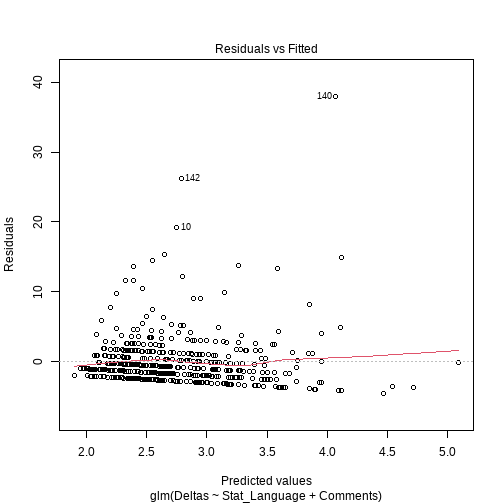 Residuals vs Fitted
Residuals
40
30
20
10
0
140
142
10
2.0 2.5 3.0 3.5 4.0 4.5 5.0
Predicted values
glm(Deltas ~ Stat_Language + Comments)